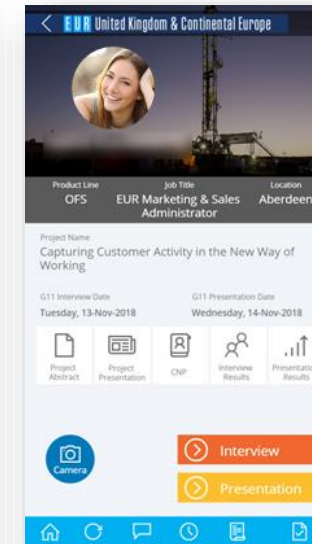 EUR United Kingdom & Continental Europe
Product Line
Job Title
Location
OFS
EUR Marketing & Sales
Administrator
Aberdeen
Project Name
Capturing Customer Activity in the New Way of
Working
G11 Interview Date
G11 Presentation Date
Tuesday, 13-Nov-2018
Wednesday, 14-Nov-2018
Project
Abstract
Project
Presentation
CNP
Interview
Results
Presentation
Results
Camera
Interview
Presentation